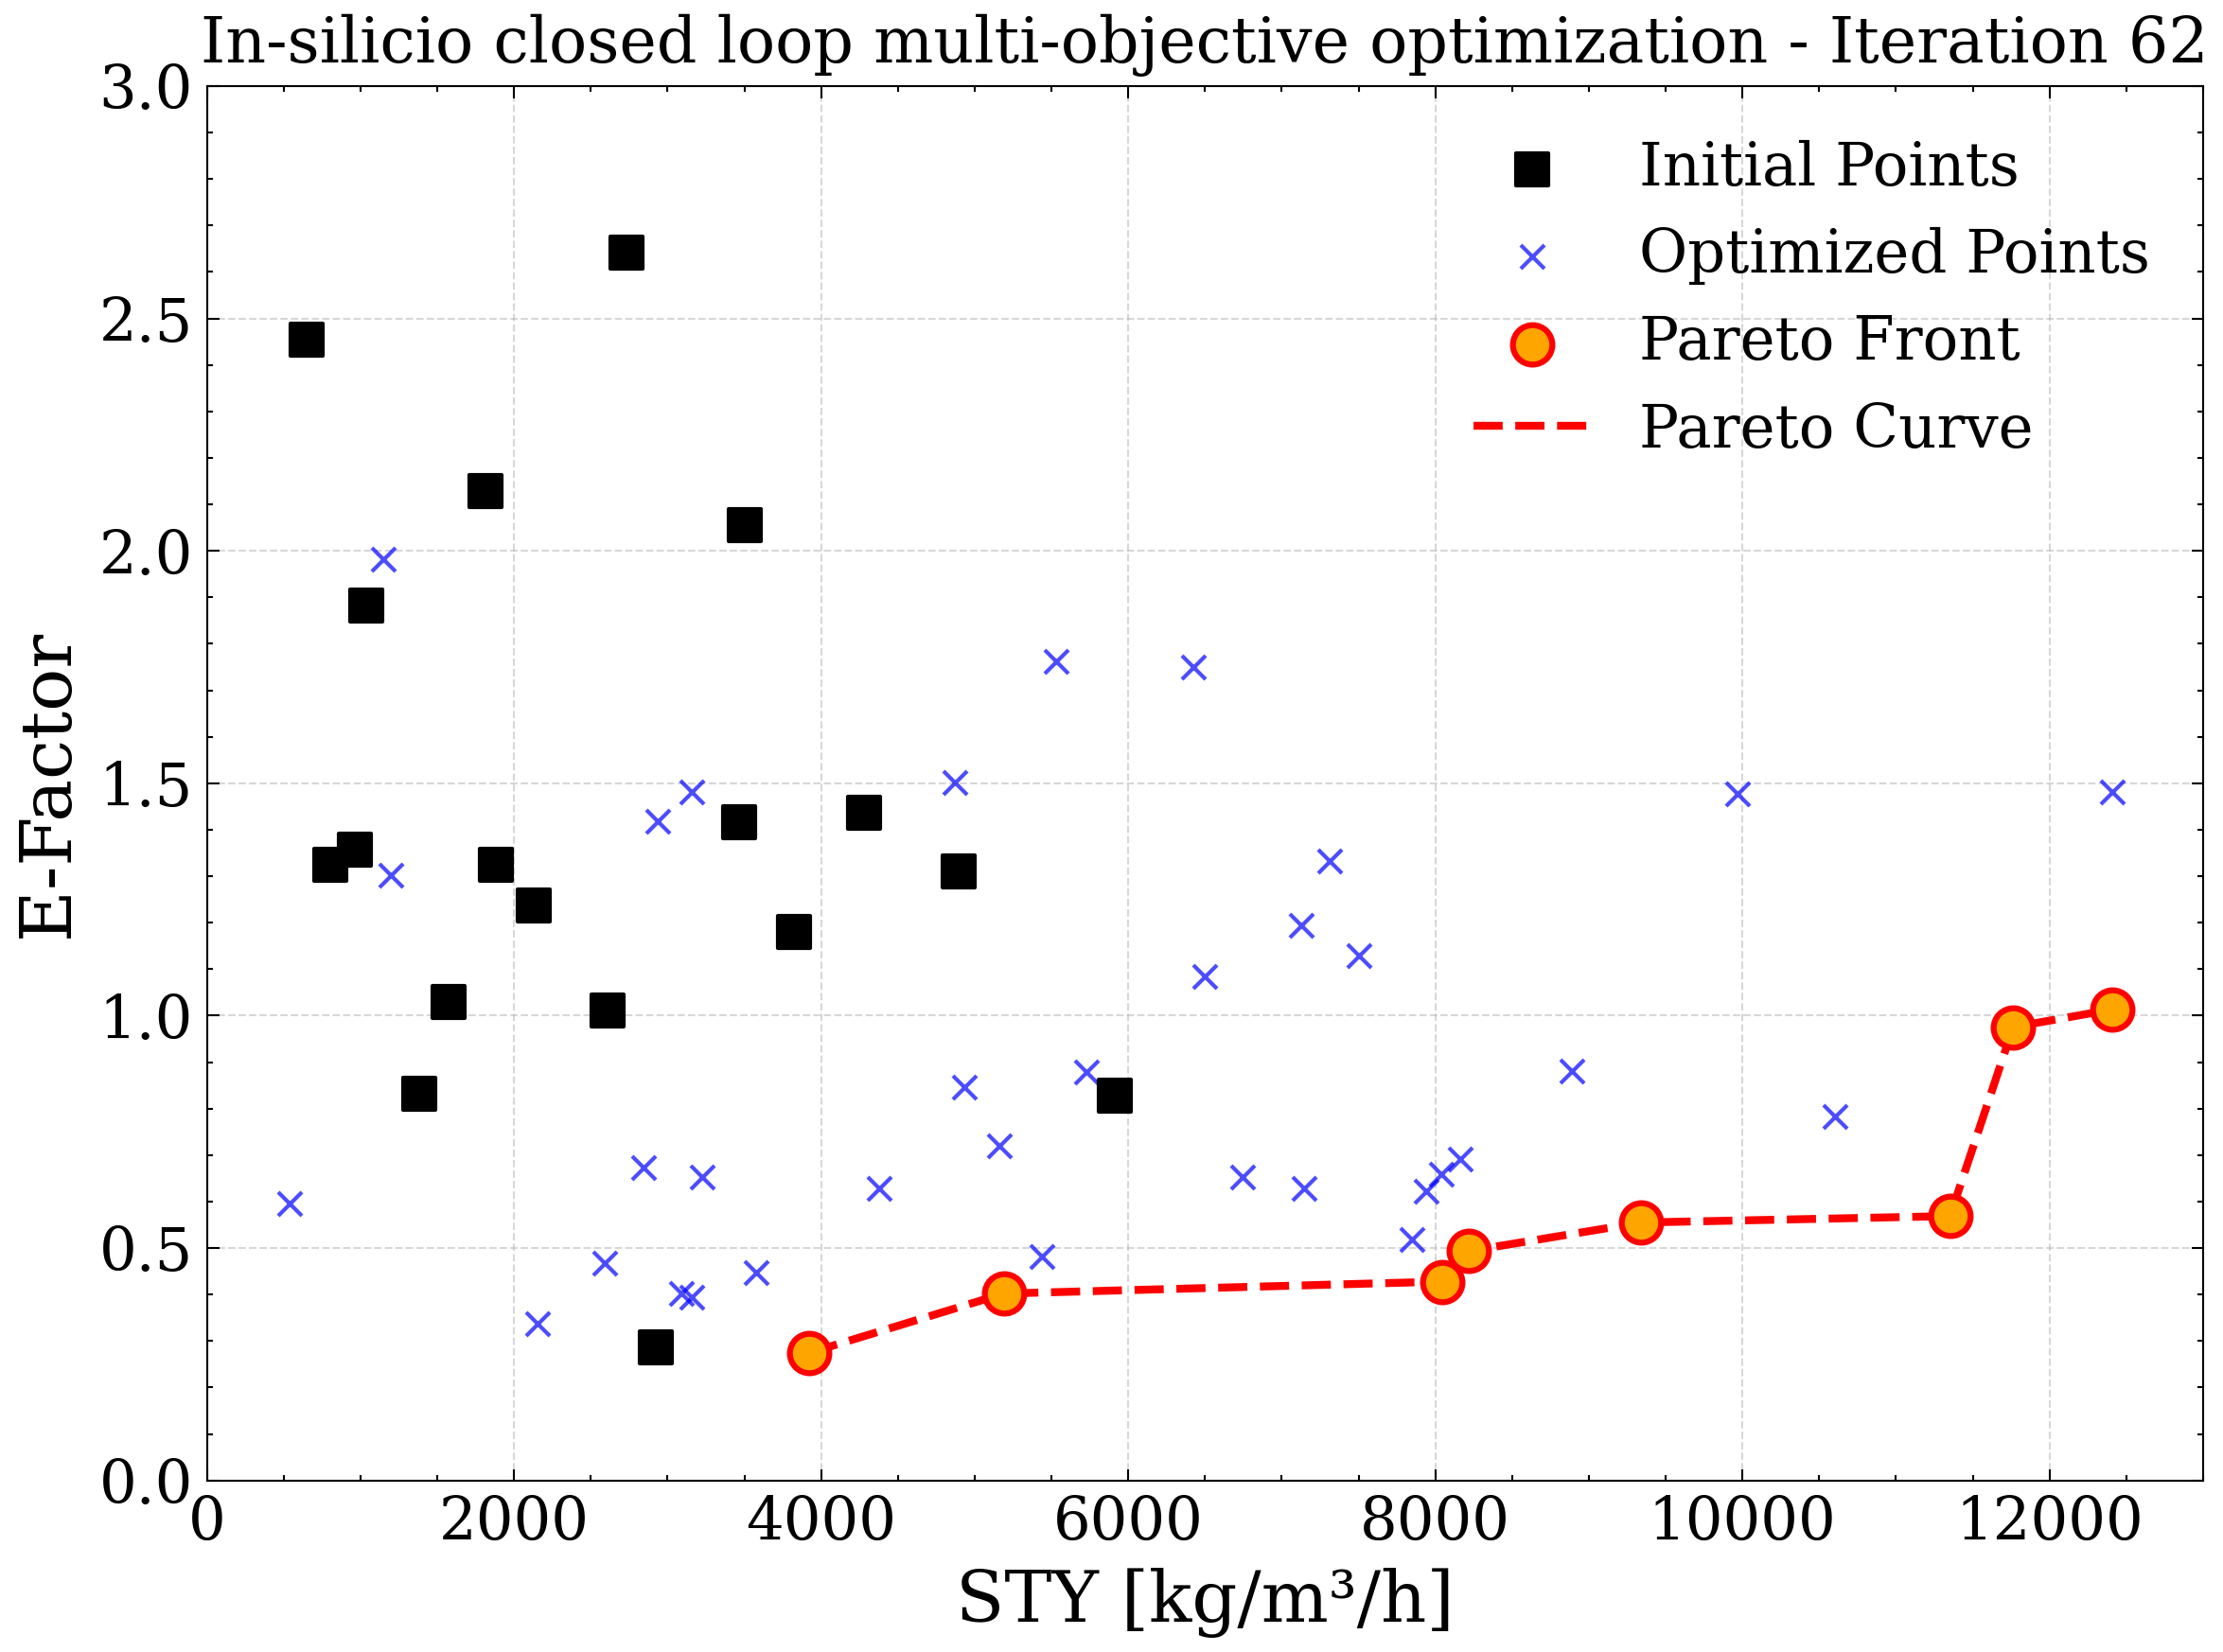 In-silicio closed loop multi-objective optimization - Iteration 62
3.0
2.5
2.0
1.5
1.0
0.5
0.0
E-Factor
Initial Points
Optimized Points
Pareto Front
Pareto Curve
0 2000 4000 6000 8000 10000 12000
STY [kg/m³/h]